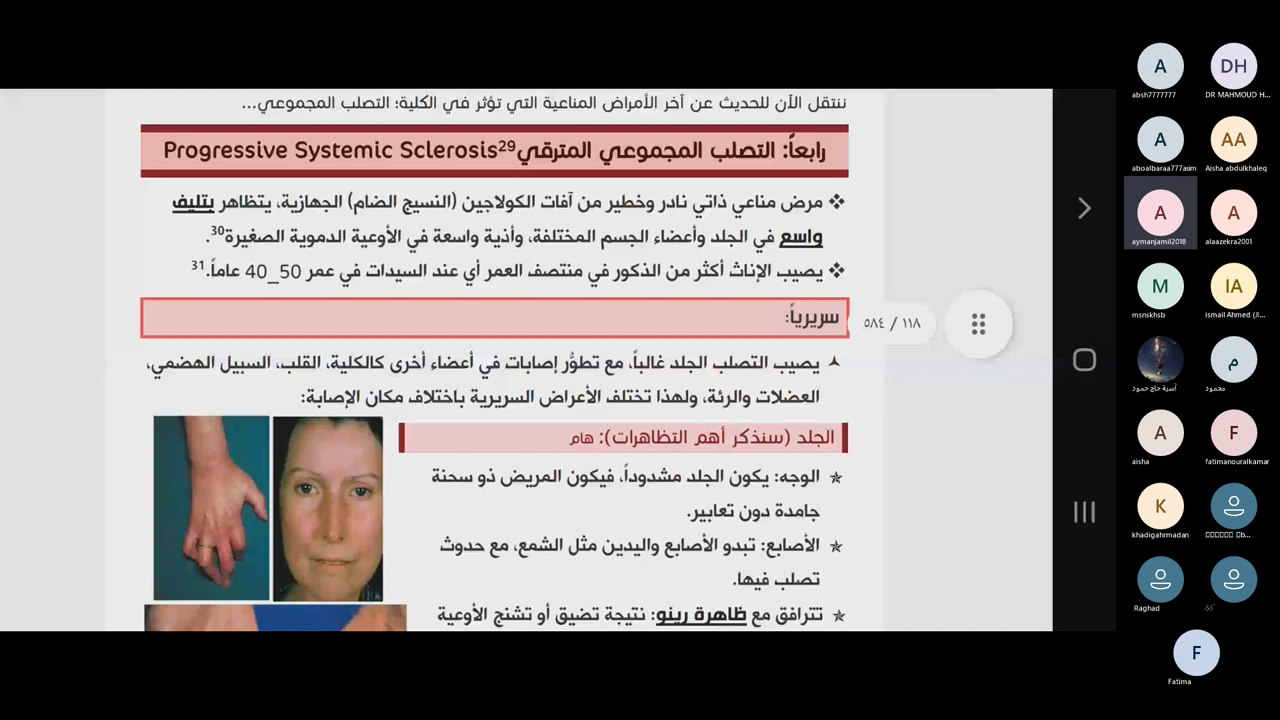 ننتقل الآن للحديث عن آخر الأمراض المناعية التي تؤثر في الكلية؛ التصلب المجموعي...
رابعاً: التصلب المجموعي المترقي Progressive Systemic Sclerosis29
❖ مرض مناعي ذاتي نادر وخطير من آفات الكولاجين (النسيج الضام) الجهازية، يتظاهر بتليف
واسع في الجلد وأعضاء الجسم المختلفة، وأذية واسعة في الأوعية الدموية الصغيرة30.
❖ يصيب الإناث أكثر من الذكور في منتصف العمر أي عند السيدات في عمر 50_40 عاماً.31
سريرياً:
١١٨ / ٥٨٤
يصيب التصلب الجلد غالباً، مع تطوُّر إصابات في أعضاء أخرى كالكلية، القلب، السبيل الهضمي،
العضلات والرئة، ولهذا تختلف الأعراض السريرية باختلاف مكان الإصابة:
الجلد (سنذكر أهم التظاهرات): هام
✯ الوجه: يكون الجلد مشدوداً، فيكون المريض ذو سحنة
جامدة دون تعابير.
✯ الأصابع: تبدو الأصابع واليدين مثل الشمع، مع حدوث
تصلب فيها.
✯ تترافق مع ظاهرة رينو: نتيجة تضيق أو تشنج الأوعية
A
absh7777777
DH
DR MAHMOUD H...
A
aboalbaraa777asim
AA
Aisha abdulkhaleq
A
aymanjamil2018
A
alaazekra2001
M
msnskhsb
IA
ismail Ahmed (JI...
آسية حاج حمود
م
محمود
A
aisha
F
fatimanouralkamar
K
khadigahmadan
Raghad
F
Fatima